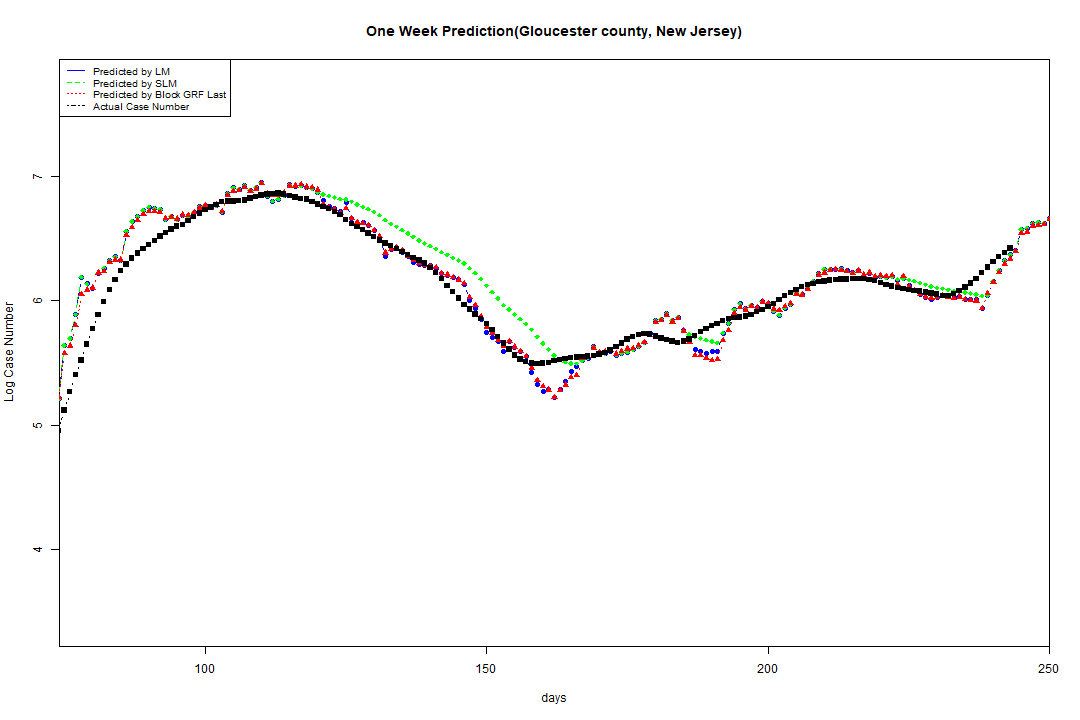 One Week Prediction(Gloucester county, New Jersey)
Predicted by LM
Predicted by SLM
Predicted by Block GRF Last
Actual Case Number
7
6
5
4
Log Case Number
100 150 200 250
days